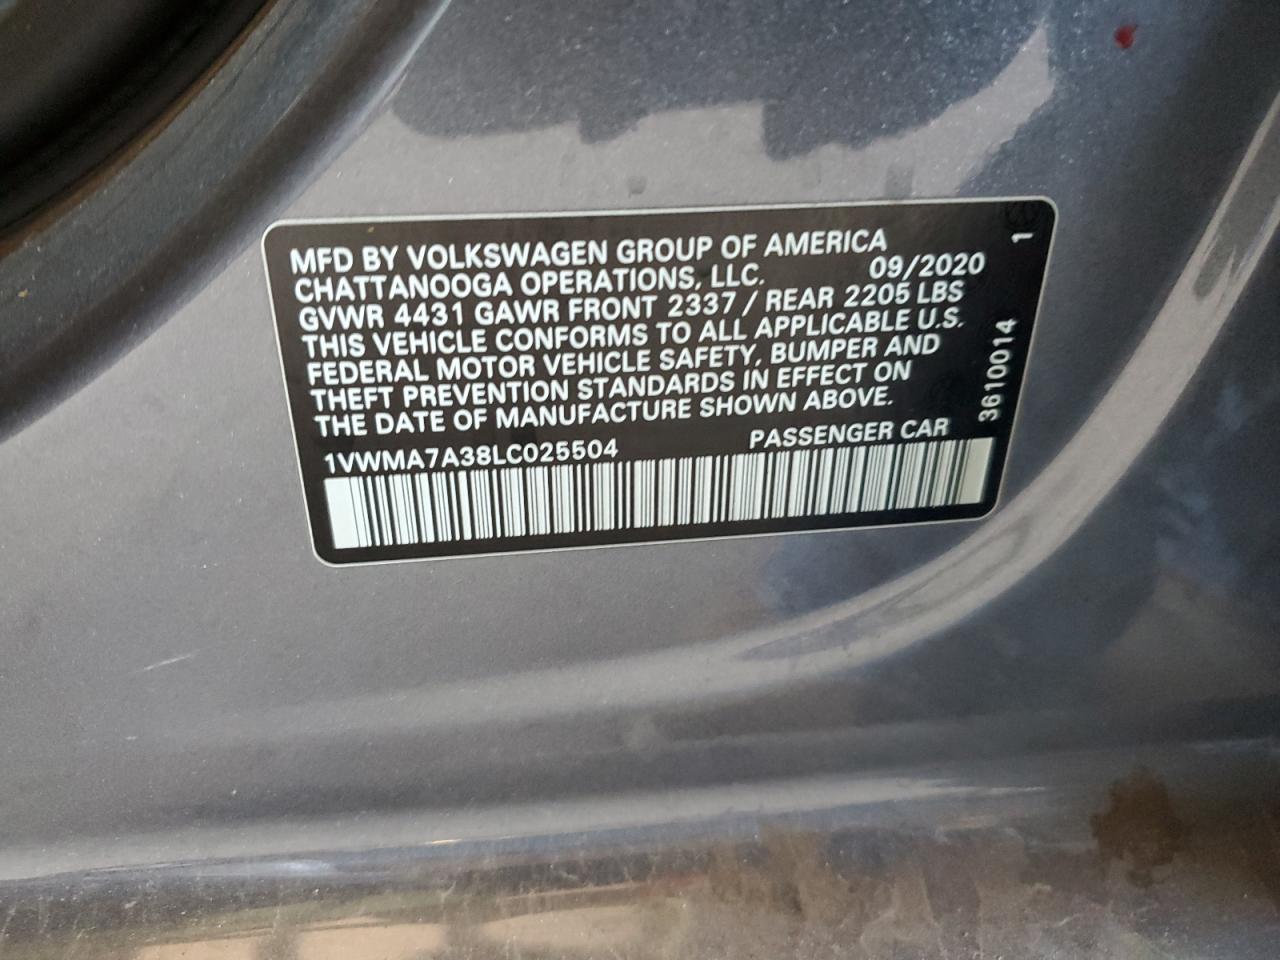 MFD BY VOLKSWAGEN GROUP OF AMERICA
CHATTANOOGA OPERATIONS, LLC. 09/2020
GVWR 4431 GAWR FRONT 2337 / REAR 2205 LBS
THIS VEHICLE CONFORMS TO ALL APPLICABLE U.S.
FEDERAL MOTOR VEHICLE SAFETY, BUMPER AND
THEFT PREVENTION STANDARDS IN EFFECT ON
THE DATE OF MANUFACTURE SHOWN ABOVE.
1VWMA7A38LC025504 PASSENGER CAR
3610014
1